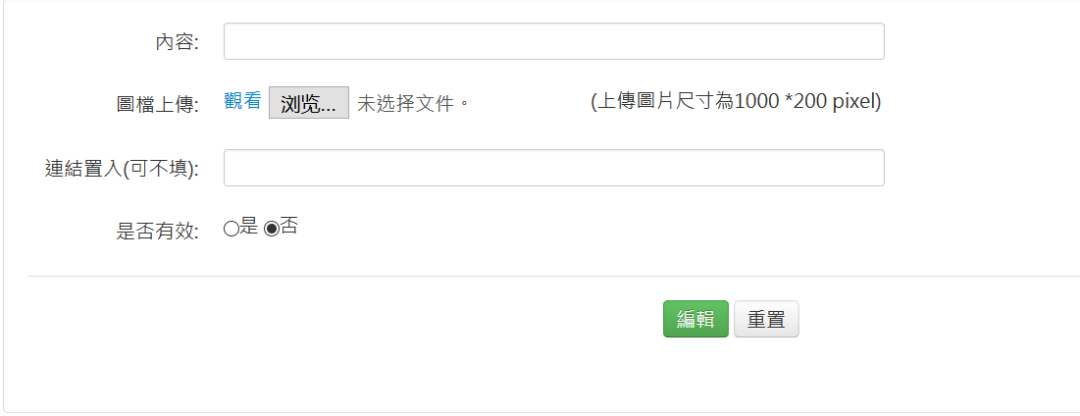 內容:
圖檔上傳: 觀看 浏览... 未选择文件。 (上傳圖片尺寸為1000 *200 pixel)
連結置入(可不填):
是否有效: 是 否
編輯 重置